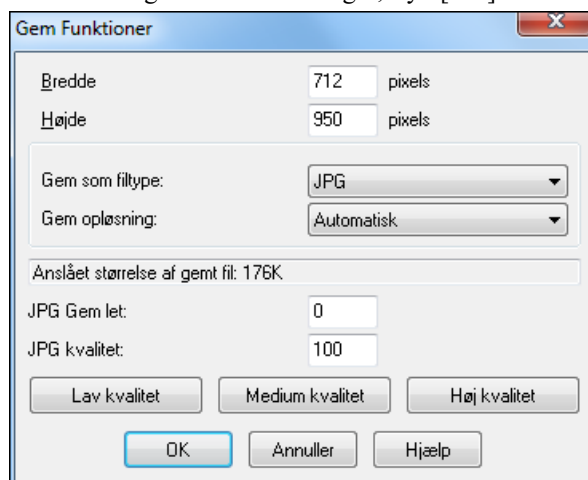 Gem Funktioner
Bredde 712 pixels
Højde 950 pixels
Gem som filtype: JPG
Gem opløsning: Automatisk
Anslået størrelse af gemt fil: 176K
JPG Gem let: 0
JPG kvalitet: 100
Lav kvalitet Medium kvalitet Høj kvalitet
OK Annuller Hjælp